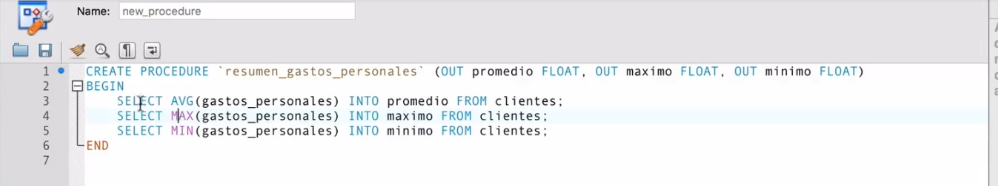 Name: new_procedure
1 CREATE PROCEDURE `resumen_gastos_personales` (OUT promedio FLOAT, OUT maximo FLOAT, OUT minimo FLOAT)
2 BEGIN
3 SELECT AVG(gastos_personales) INTO promedio FROM clientes;
4 SELECT MAX(gastos_personales) INTO maximo FROM clientes;
5 SELECT MIN(gastos_personales) INTO minimo FROM clientes;
6 END
7